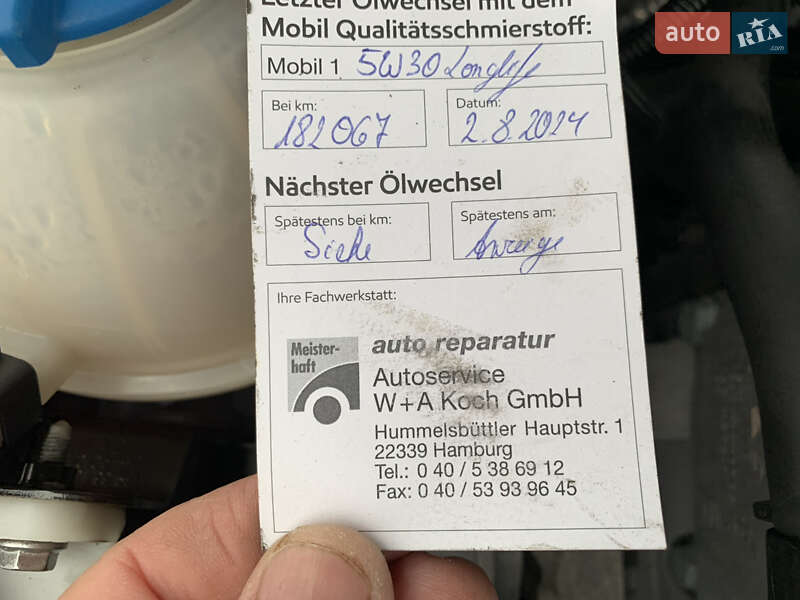 Letzter Ölwechsel mit dem
Mobil Qualitätsschmierstoff:
Mobil 1 5W30 Longlife
Bei km:
182067
Datum:
2.8.2024
Nächster Ölwechsel
Spätestens bei km:
Siehe
Spätestens am:
Anzeige
Ihre Fachwerkstatt:
Meister-
haft
auto reparatur
Autoservice
W+A Koch GmbH
Hummelsbüttler Hauptstr. 1
22339 Hamburg
Tel.: 0 40 / 5 38 69 12
Fax: 0 40 / 53 93 96 45
auto RIA.com